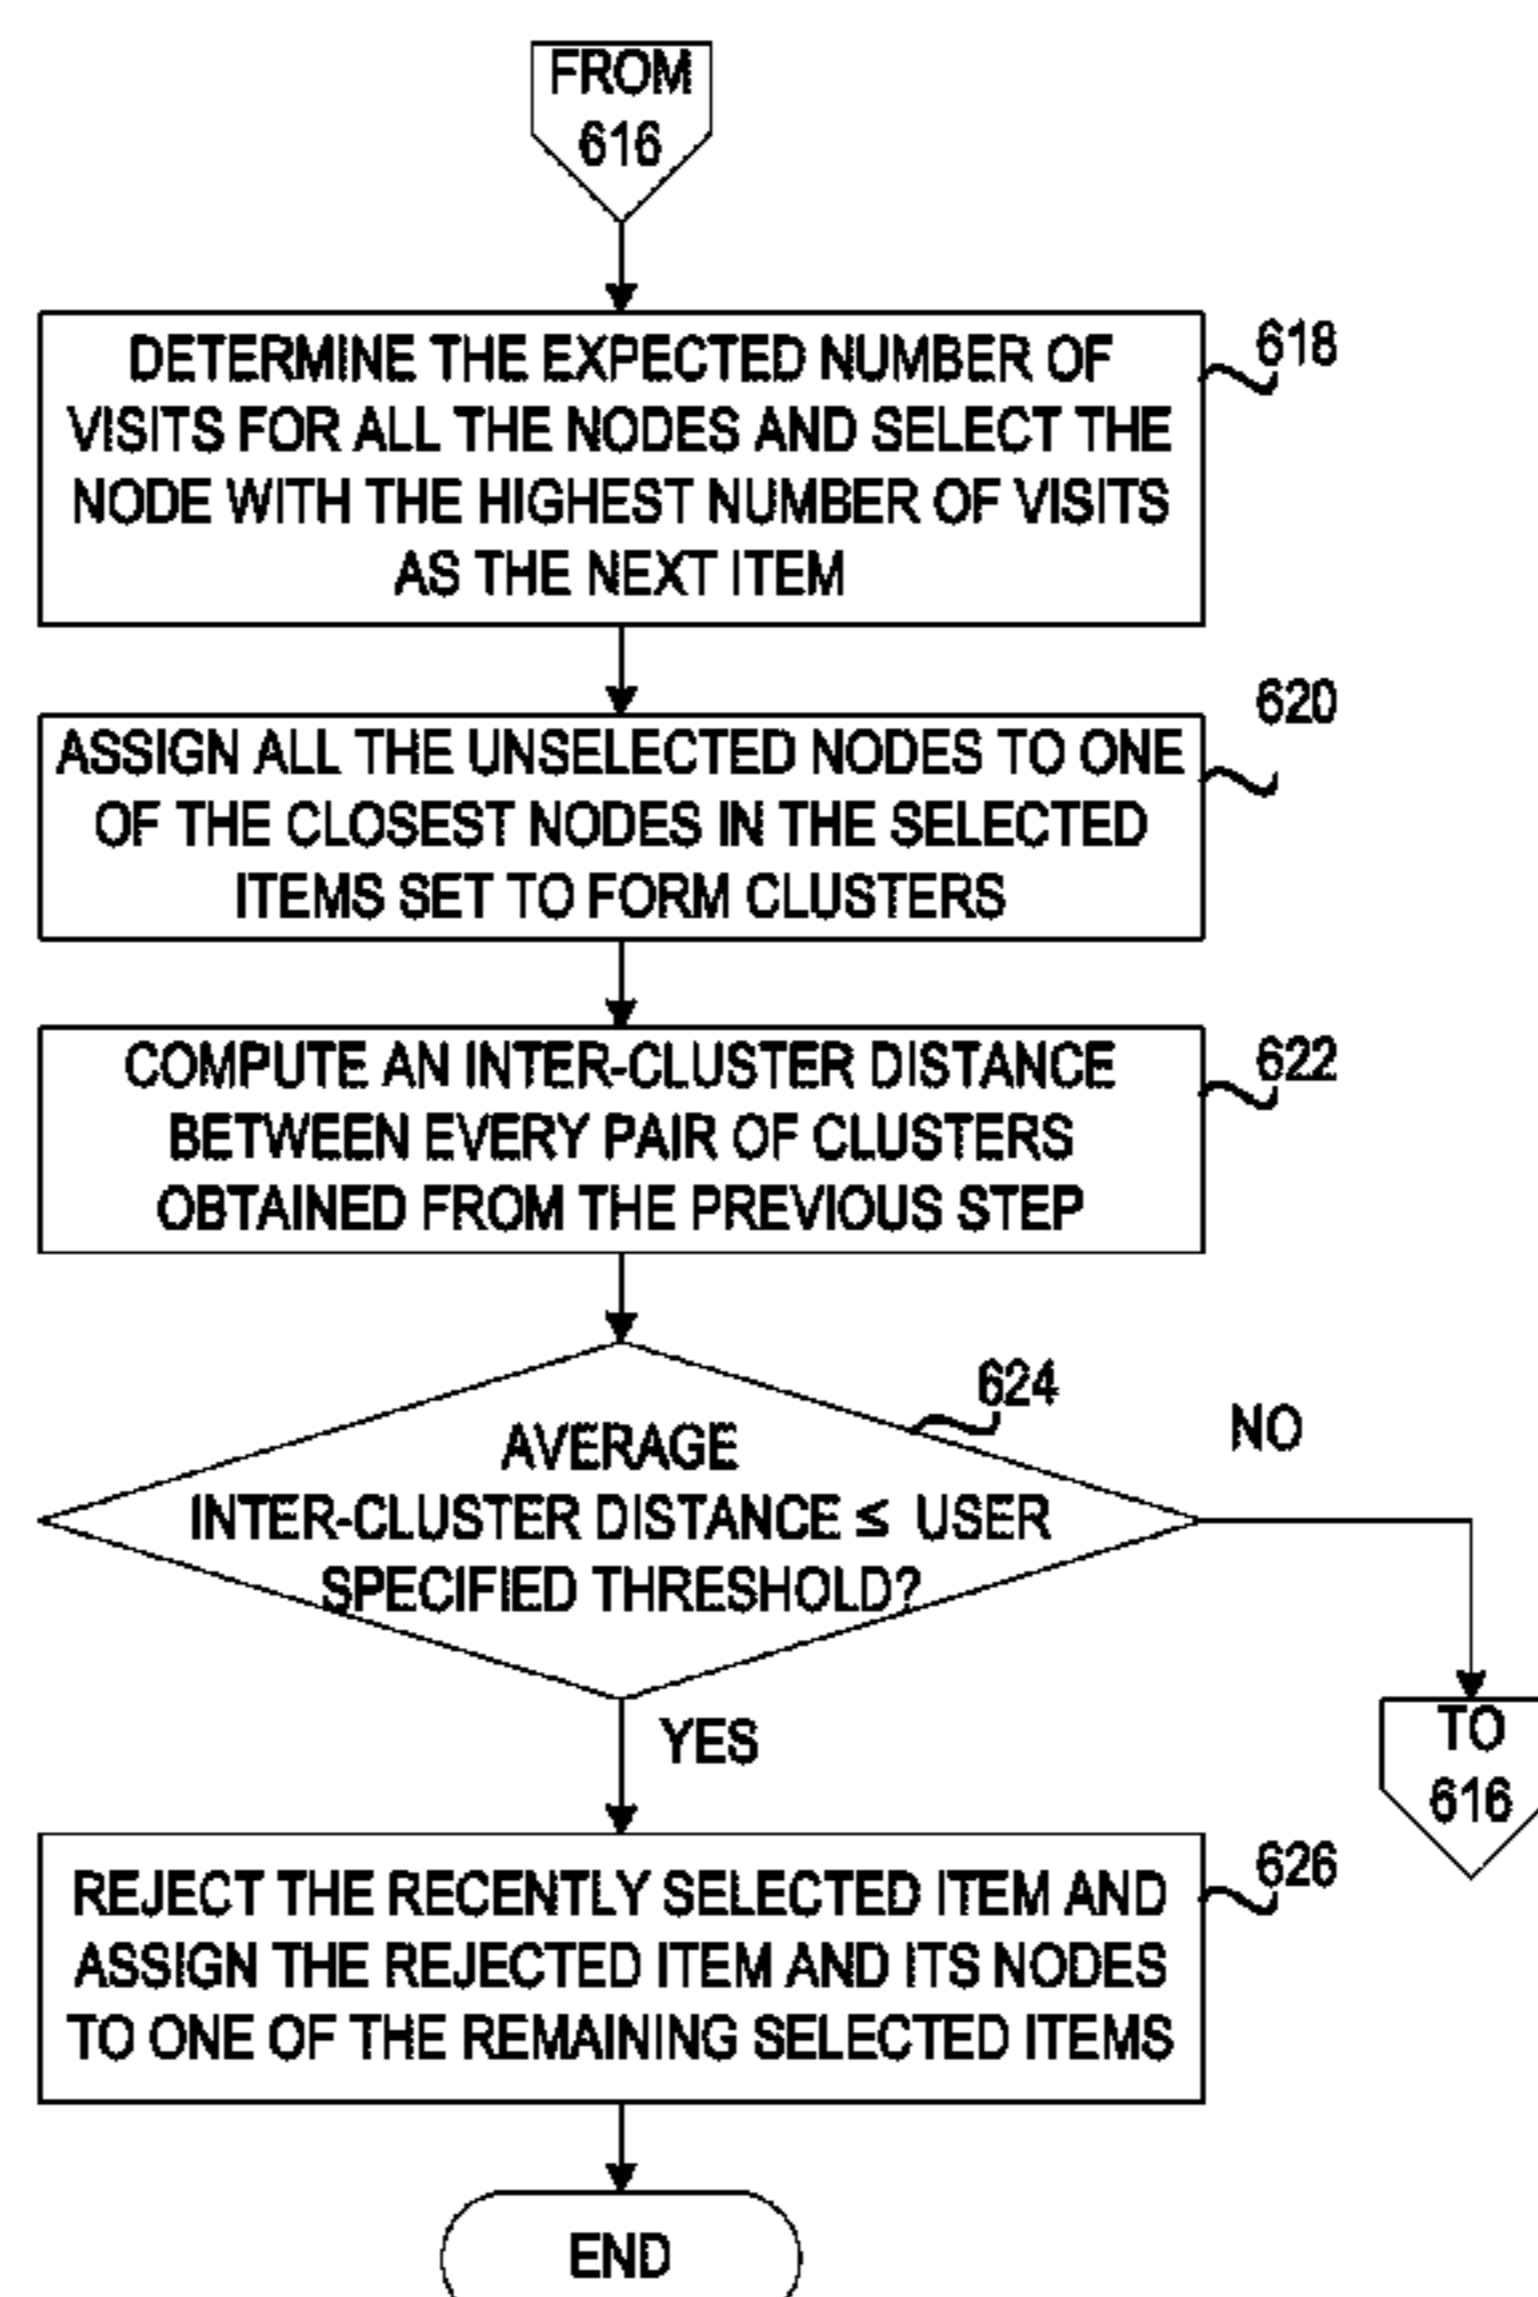 FROM
616
DETERMINE THE EXPECTED NUMBER OF
VISITS FOR ALL THE NODES AND SELECT THE
NODE WITH THE HIGHEST NUMBER OF VISITS
AS THE NEXT ITEM
618
ASSIGN ALL THE UNSELECTED NODES TO ONE
OF THE CLOSEST NODES IN THE SELECTED
ITEMS SET TO FORM CLUSTERS
620
COMPUTE AN INTER-CLUSTER DISTANCE
BETWEEN EVERY PAIR OF CLUSTERS
OBTAINED FROM THE PREVIOUS STEP
622
AVERAGE
INTER-CLUSTER DISTANCE ≤ USER
SPECIFIED THRESHOLD?
624
NO
YES
TO
616
REJECT THE RECENTLY SELECTED ITEM AND
ASSIGN THE REJECTED ITEM AND ITS NODES
TO ONE OF THE REMAINING SELECTED ITEMS
626
END